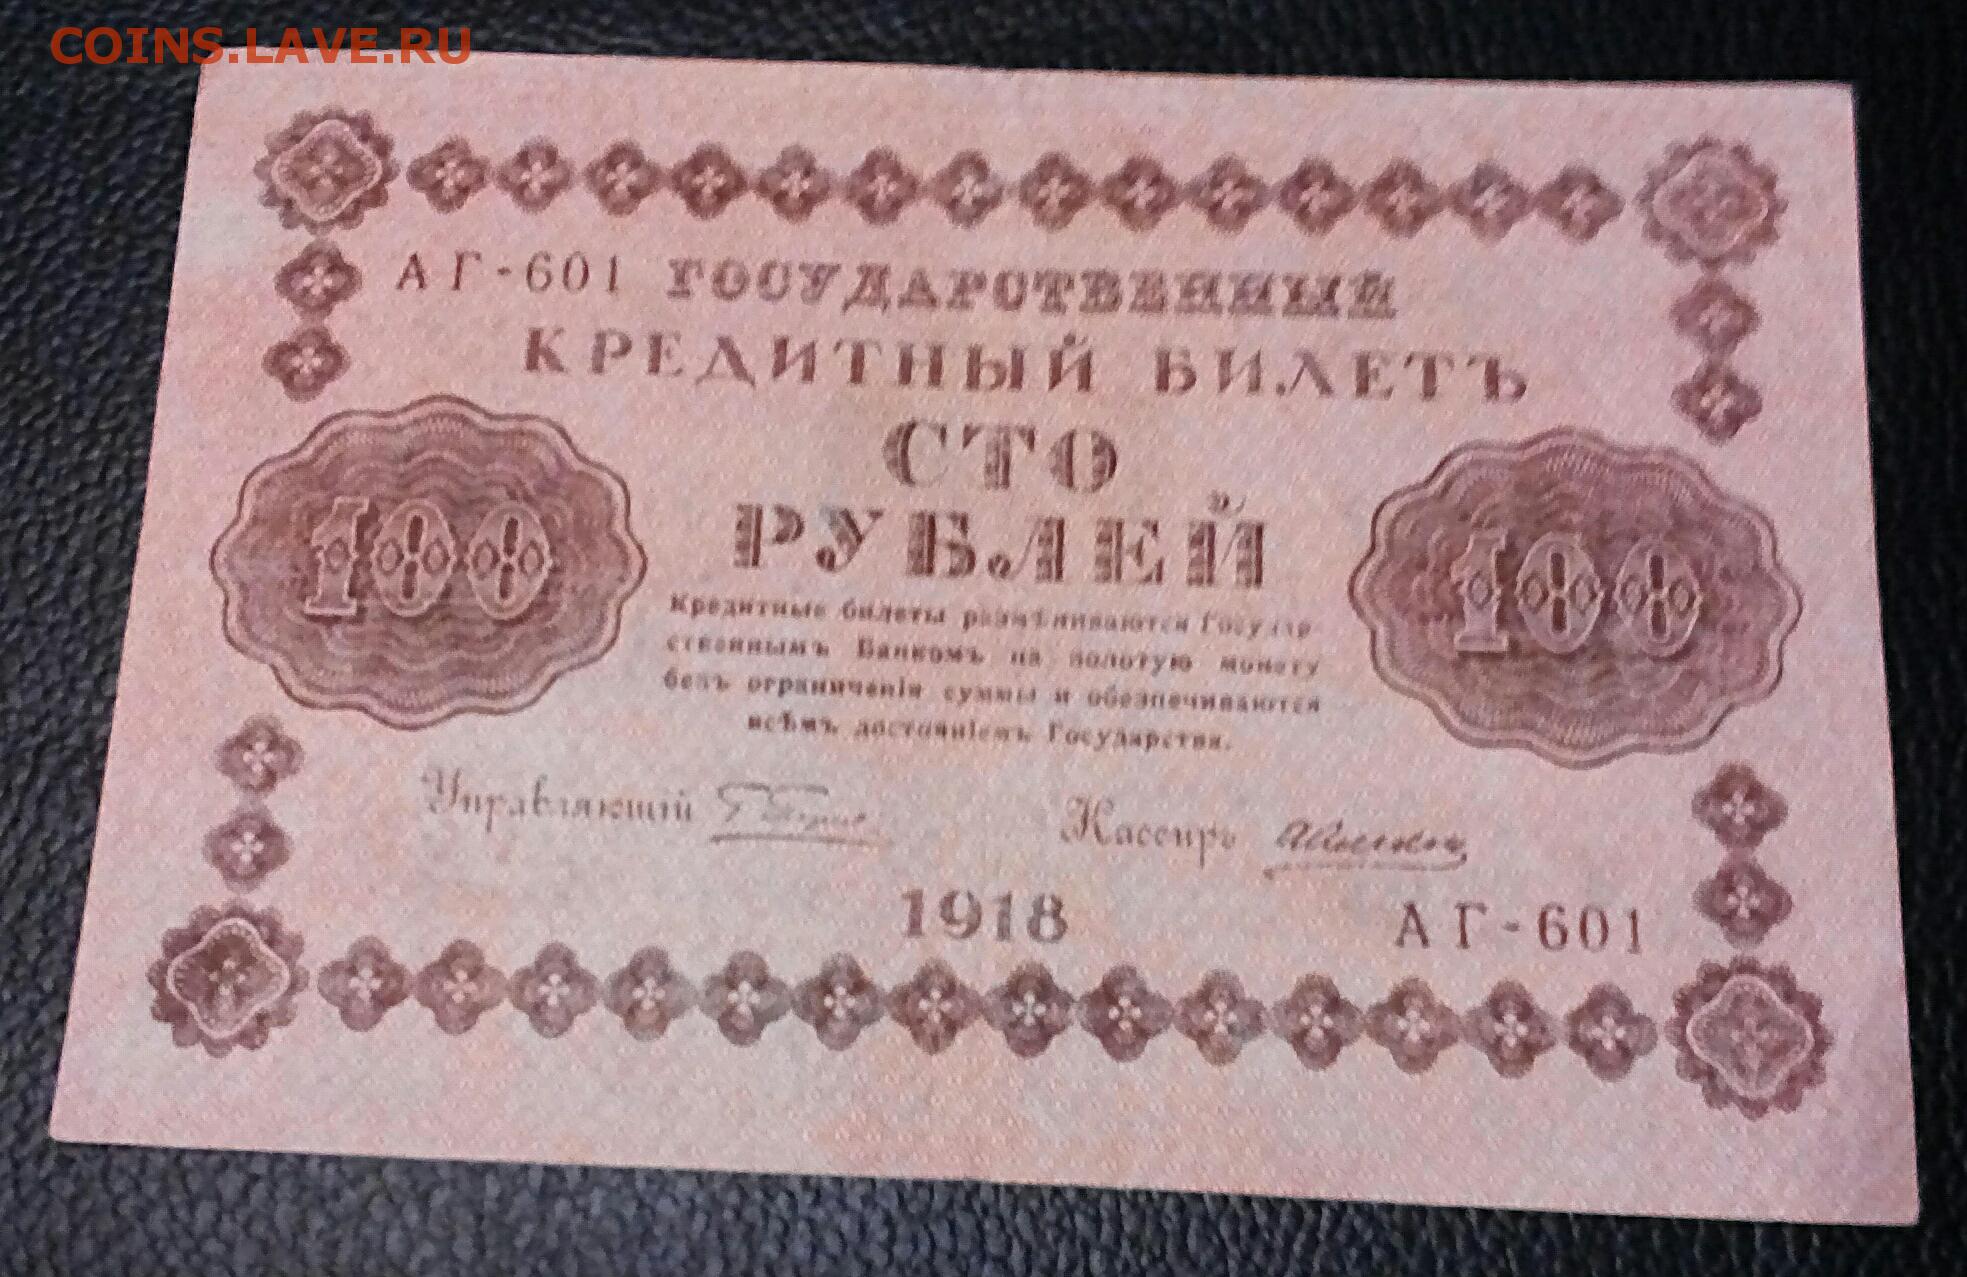 COINS.LAVE.RU
АГ-601 ГОСУДАРСТВЕННЫЙ
КРЕДИТНЫЙ БИЛЕТЪ
СТО
РУБЛЕЙ
100
100
Кредитные билеты размѣниваются Государ-
ственнымъ Банкомъ на золотую монету
безъ ограниченія суммы и обезпечиваются
всѣмъ достояніемъ Государства.
Управляющій
Кассиръ
1918
АГ-601